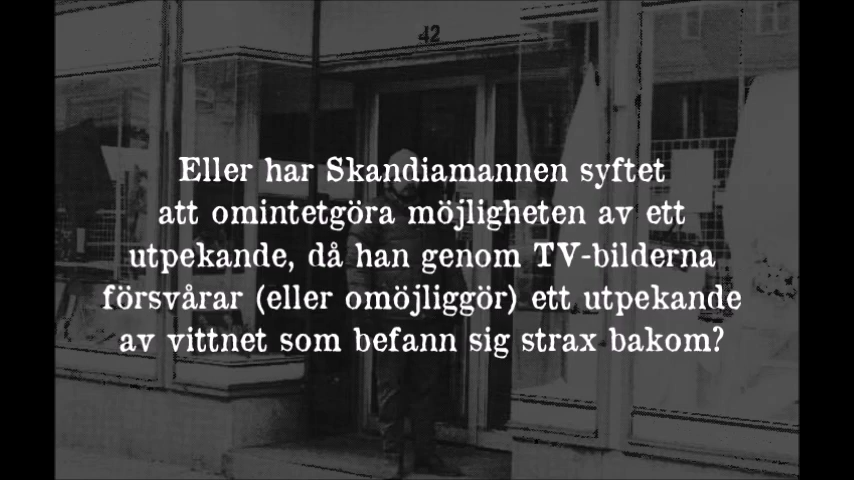 42
Eller har Skandiamannen syftet
att omintetgöra möjligheten av ett
utpekande, då han genom TV-bilderna
försvårar (eller omöjliggör) ett utpekande
av vittnet som befann sig strax bakom?